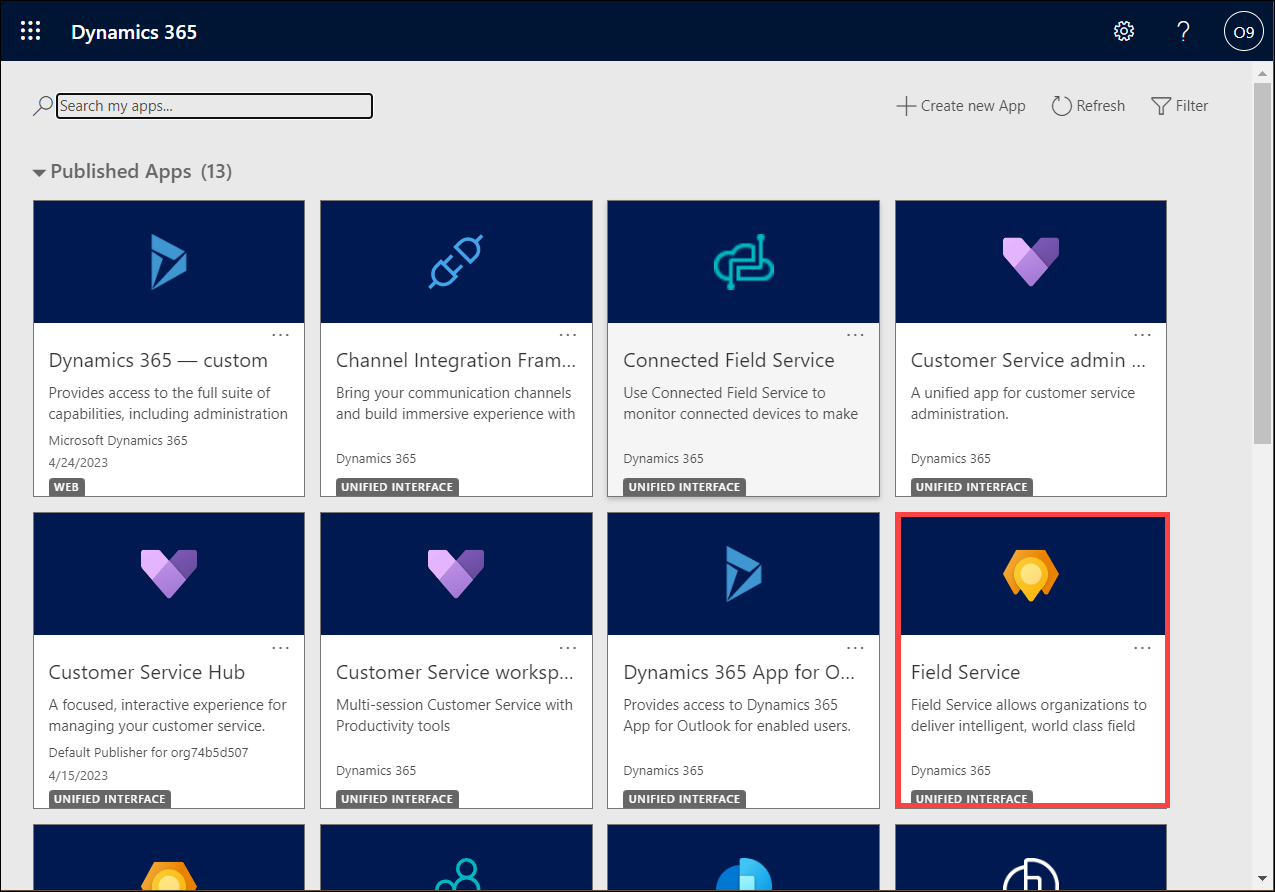 Dynamics 365
?
O9
Search my apps...
Create new App
Refresh
Filter
Published Apps (13)
...
Dynamics 365 — custom
Provides access to the full suite of
capabilities, including administration
Microsoft Dynamics 365
4/24/2023
WEB
...
Channel Integration Fram...
Bring your communication channels
and build immersive experience with
Dynamics 365
UNIFIED INTERFACE
...
Connected Field Service
Use Connected Field Service to
monitor connected devices to make
Dynamics 365
UNIFIED INTERFACE
...
Customer Service admin ...
A unified app for customer service
administration.
Dynamics 365
UNIFIED INTERFACE
...
Customer Service Hub
A focused, interactive experience for
managing your customer service.
Default Publisher for org74b5d507
4/15/2023
UNIFIED INTERFACE
...
Customer Service worksp...
Multi-session Customer Service with
Productivity tools
Dynamics 365
UNIFIED INTERFACE
...
Dynamics 365 App for O...
Provides access to Dynamics 365
App for Outlook for enabled users.
Dynamics 365
UNIFIED INTERFACE
...
Field Service
Field Service allows organizations to
deliver intelligent, world class field
Dynamics 365
UNIFIED INTERFACE